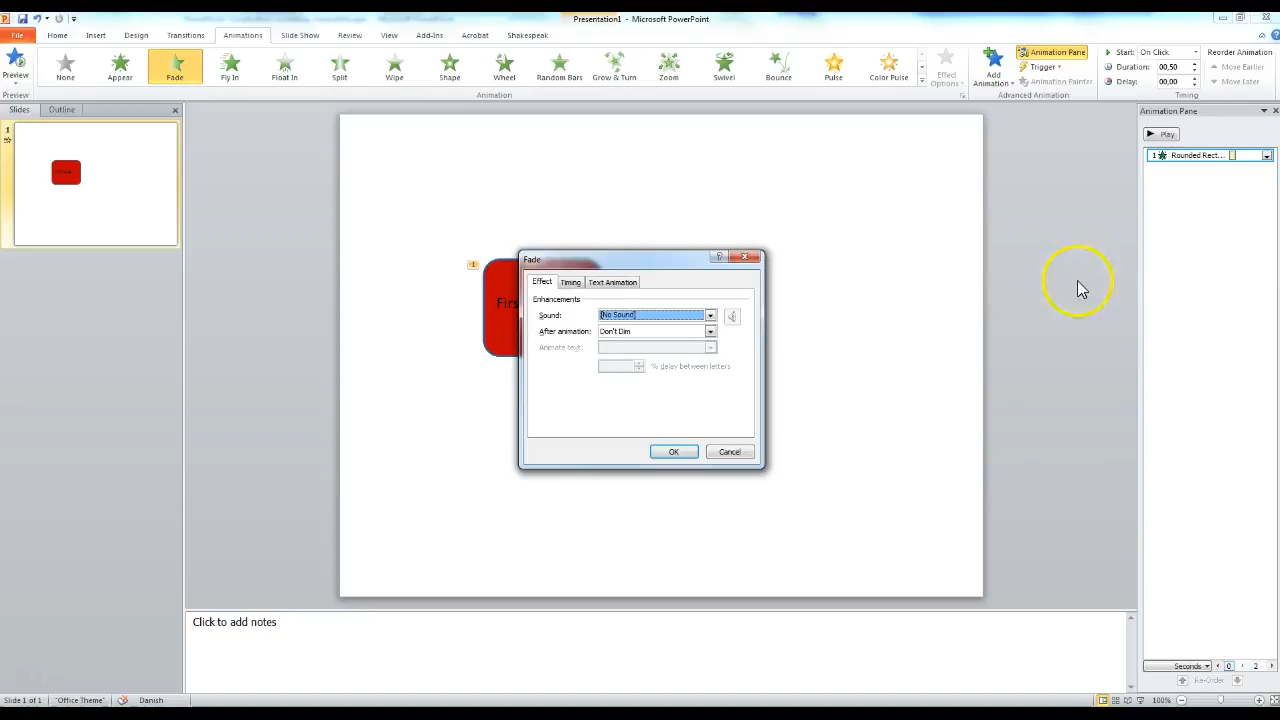 Presentation1 - Microsoft PowerPoint
File Home Insert Design Transitions Animations Slide Show Review View Add-Ins Acrobat Shakespeark
Preview None Appear Fade Fly In Float In Split Wipe Shape Wheel Random Bars Grow & Turn Zoom Swivel Bounce Pulse Color Pulse Effect Options Add Animation
Animation Pane
Trigger
Animation Painter
Start: On Click
Duration: 00,50
Delay: 00,00
Reorder Animation
Move Earlier
Move Later
Preview Animation Advanced Animation Timing
Slides Outline
1
Animation Pane
Play
1 Rounded Rect...
1
Firs
Fade
Effect Timing Text Animation
Enhancements
Sound: [No Sound]
After animation: Don't Dim
Animate text:
% delay between letters
OK Cancel
Click to add notes
Seconds 0 2
Re-Order
Slide 1 of 1 "Office Theme" Danish 100%